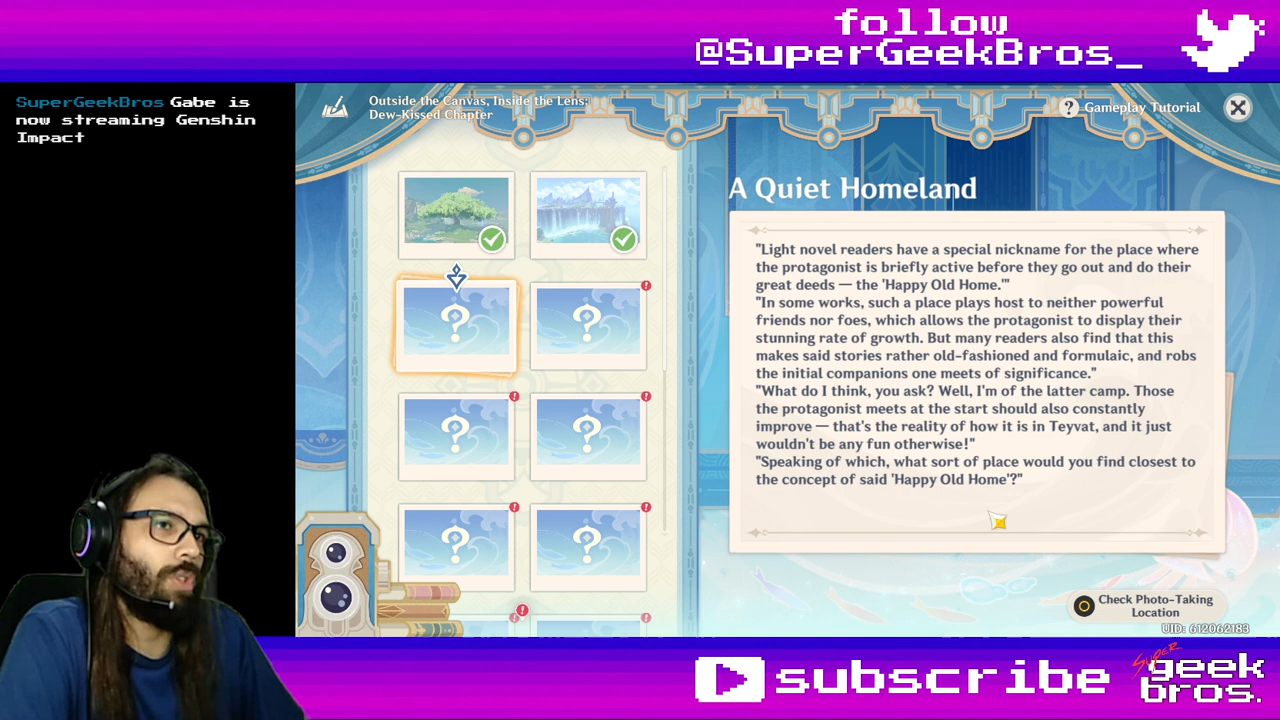 follow
@SuperGeekBros_
SuperGeekBros Gabe is
now streaming Genshin
Impact
Outside the Canvas, Inside the Lens:
Dew-Kissed Chapter
? Gameplay Tutorial
A Quiet Homeland
"Light novel readers have a special nickname for the place where
the protagonist is briefly active before they go out and do their
great deeds — the 'Happy Old Home.'"
"In some works, such a place plays host to neither powerful
friends nor foes, which allows the protagonist to display their
stunning rate of growth. But many readers also find that this
makes said stories rather old-fashioned and formulaic, and robs
the initial companions one meets of significance."
"What do I think, you ask? Well, I'm of the latter camp. Those
the protagonist meets at the start should also constantly
improve — that's the reality of how it is in Teyvat, and it just
wouldn't be any fun otherwise!"
"Speaking of which, what sort of place would you find closest to
the concept of said 'Happy Old Home'?"
? ?
? ?
? ?
Check Photo-Taking
Location
UID: 612062183
subscribe
SUPER
geek
bros.